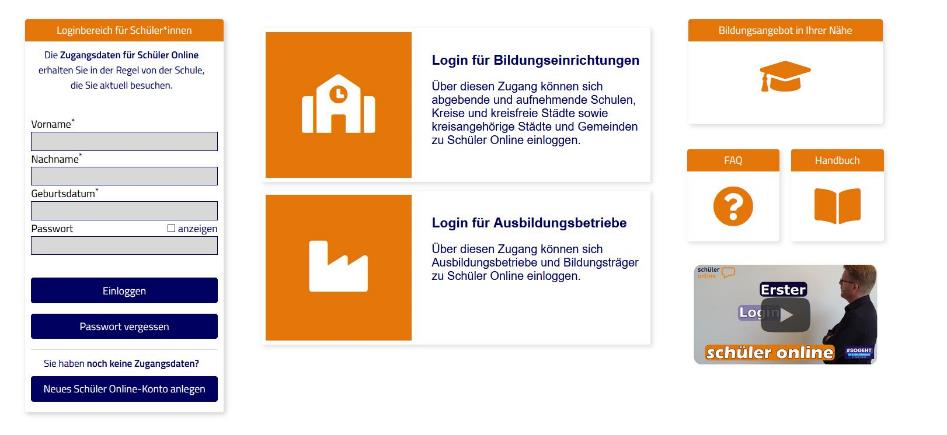 Loginbereich für Schüler*innen
Die Zugangsdaten für Schüler Online
erhalten Sie in der Regel von der Schule,
die Sie aktuell besuchen.
Vorname*
Nachname*
Geburtsdatum*
Passwort
anzeigen
Einloggen
Passwort vergessen
Sie haben noch keine Zugangsdaten?
Neues Schüler Online-Konto anlegen
Login für Bildungseinrichtungen
Über diesen Zugang können sich
abgebende und aufnehmende Schulen,
Kreise und kreisfreie Städte sowie
kreisangehörige Städte und Gemeinden
zu Schüler Online einloggen.
Login für Ausbildungsbetriebe
Über diesen Zugang können sich
Ausbildungsbetriebe und Bildungsträger
zu Schüler Online einloggen.
Bildungsangebot in Ihrer Nähe
FAQ
Handbuch
schüler
online
Erster
Login
schüler online
#SOGEHT